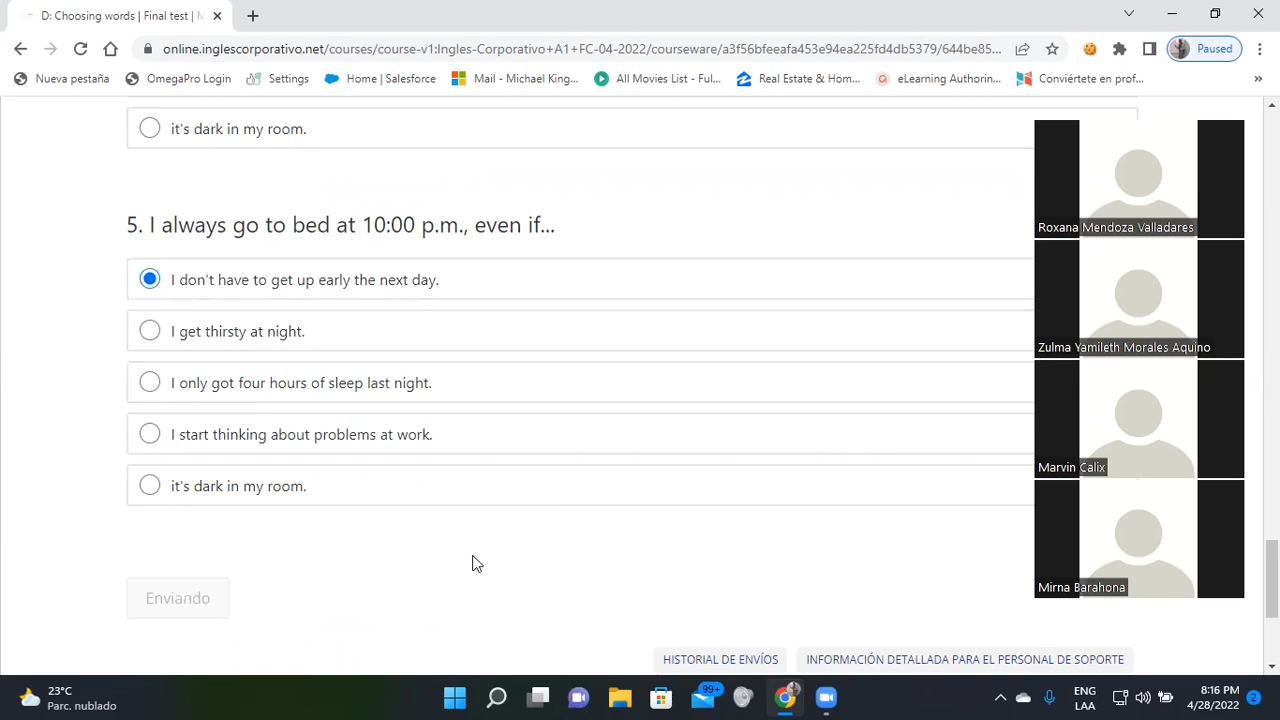 D: Choosing words | Final test | M
online.inglescorporativo.net/courses/course-v1:Ingles-Corporativo+A1+FC-04-2022/courseware/a3f56bfeeafa453e94ea225fd4db5379/644be85...
Paused
Nueva pestaña
OmegaPro Login
Settings
Home | Salesforce
Mail - Michael King...
All Movies List - Ful...
Real Estate & Hom...
eLearning Authorin...
Conviértete en prof...
»
it's dark in my room.
5. I always go to bed at 10:00 p.m., even if...
I don't have to get up early the next day.
I get thirsty at night.
I only got four hours of sleep last night.
I start thinking about problems at work.
it's dark in my room.
Enviando
HISTORIAL DE ENVÍOS
INFORMACIÓN DETALLADA PARA EL PERSONAL DE SOPORTE
Roxana Mendoza Valladares
Zulma Yamileth Morales Aquino
Marvin Calix
Mirna Barahona
23°C
Parc. nublado
99+
ENG
LAA
8:16 PM
4/28/2022
2